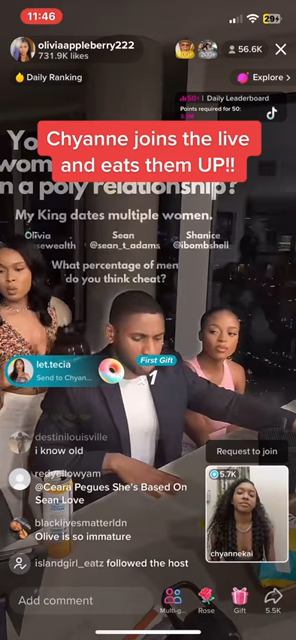 11:46
29
oliviaappleberry222
731.9K likes
56.6K
Daily Ranking
Explore >
Daily Leaderboard
Points required for 50:
Chyanne joins the live
and eats them UP!!
n a poly relationship?
My King dates multiple women.
Olivia Sean Shanice
sewealth @sean_t_adams @ibombshell
What percentage of men
do you think cheat?
let.tecia
Send to Chyan...
First Gift
destinilouisville
i know old
redyellowyam
@Ceara Pegues She's Based On
Sean Love
blacklivesmatterldn
Olive is so immature
islandgirl_eatz followed the host
Request to join
5.7K
chyannekai
Add comment
Multi-g...
Rose
Gift
5.5K